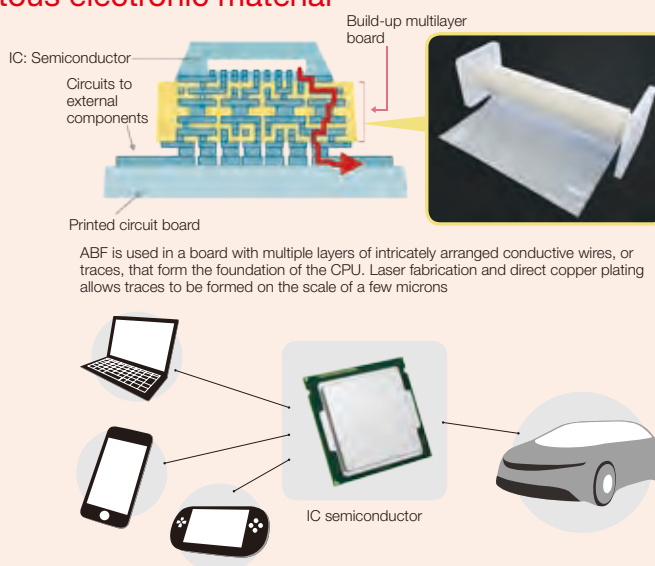 electronic material
Build-up multilayer
board
IC: Semiconductor
Circuits to
external
components
Printed circuit board
ABF is used in a board with multiple layers of intricately arranged conductive wires, or
traces, that form the foundation of the CPU. Laser fabrication and direct copper plating
allows traces to be formed on the scale of a few microns
IC semiconductor